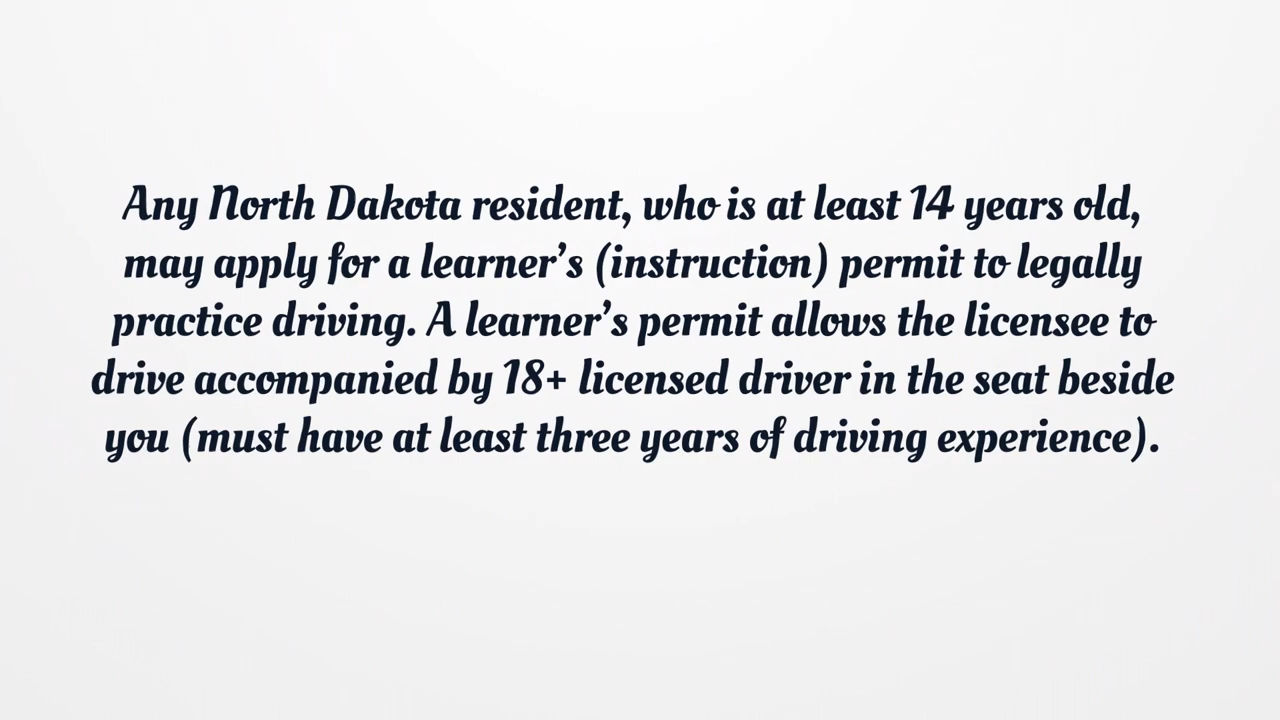 Any North Dakota resident, who is at least 14 years old,
may apply for a learner’s (instruction) permit to legally
practice driving. A learner’s permit allows the licensee to
drive accompanied by 18+ licensed driver in the seat beside
you (must have at least three years of driving experience).